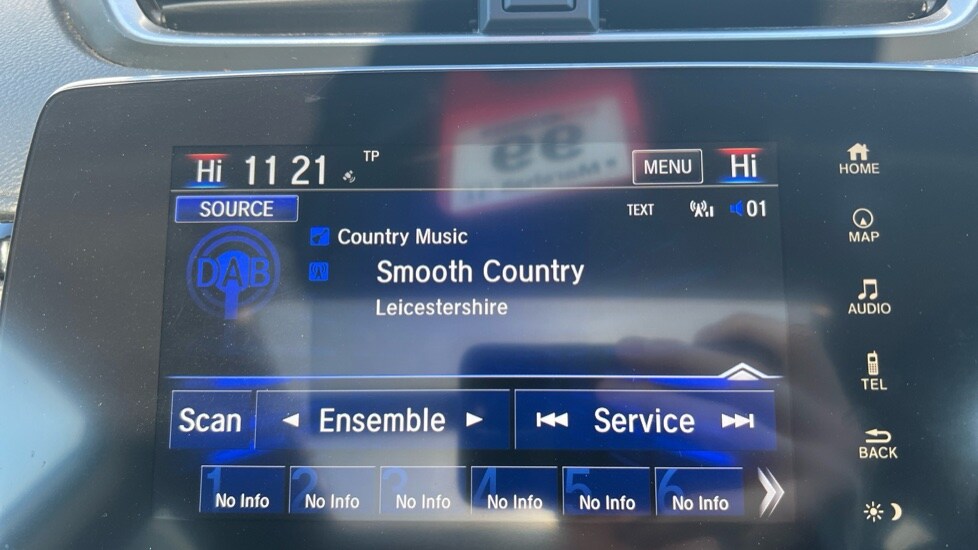 Hi 11 21 TP MENU Hi
SOURCE TEXT 01
DAB
Country Music
Smooth Country
Leicestershire
Scan Ensemble Service
1 No Info 2 No Info 3 No Info 4 No Info 5 No Info 6 No Info
HOME
MAP
AUDIO
TEL
BACK